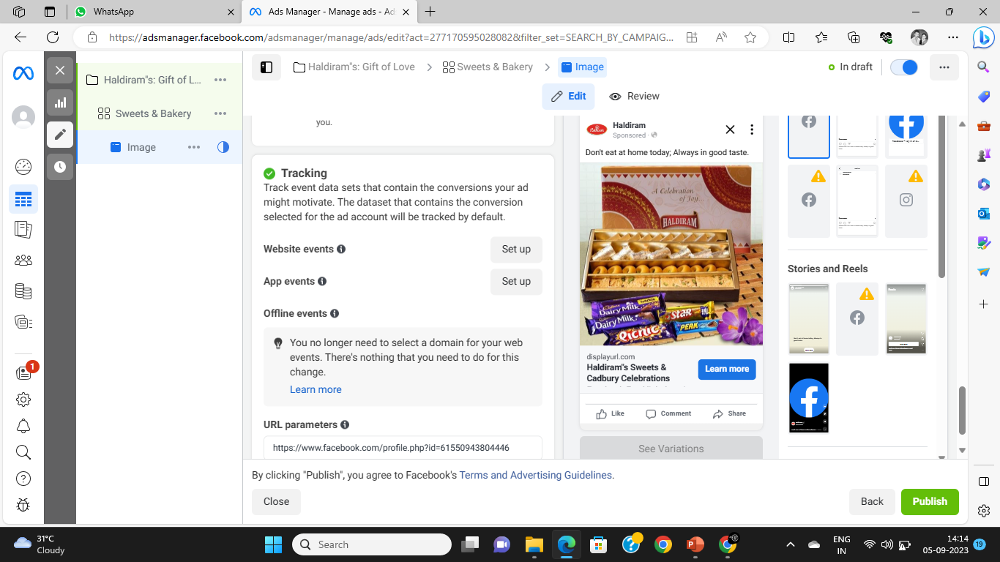 WhatsApp
Ads Manager - Manage ads - Ad
https://adsmanager.facebook.com/adsmanager/manage/ads/edit?act=277170595028082&filter_set=SEARCH_BY_CAMPAIG...
Haldiram"s: Gift of L...
Sweets & Bakery
Image
1
Haldiram"s: Gift of Love
Sweets & Bakery
Image
In draft
Edit
Review
you.
Tracking
Track event data sets that contain the conversions your ad
might motivate. The dataset that contains the conversion
selected for the ad account will be tracked by default.
Website events
Set up
App events
Set up
Offline events
You no longer need to select a domain for your web
events. There's nothing that you need to do for this
change.
Learn more
URL parameters
https://www.facebook.com/profile.php?id=61550943804446
Haldiram
Sponsored ·
Don't eat at home today; Always in good taste.
A Celebration
of Joy...
HALDIRAM
Dairy Milk
Dairy Milk
STAR
PERK
Picnic
displayurl.com
Haldiram"s Sweets &
Cadbury Celebrations
Learn more
Like
Comment
Share
See Variations
Stories and Reels
By clicking "Publish", you agree to Facebook's Terms and Advertising Guidelines.
Close
Back
Publish
31°C
Cloudy
Search
ENG
IN
14:14
05-09-2023
19